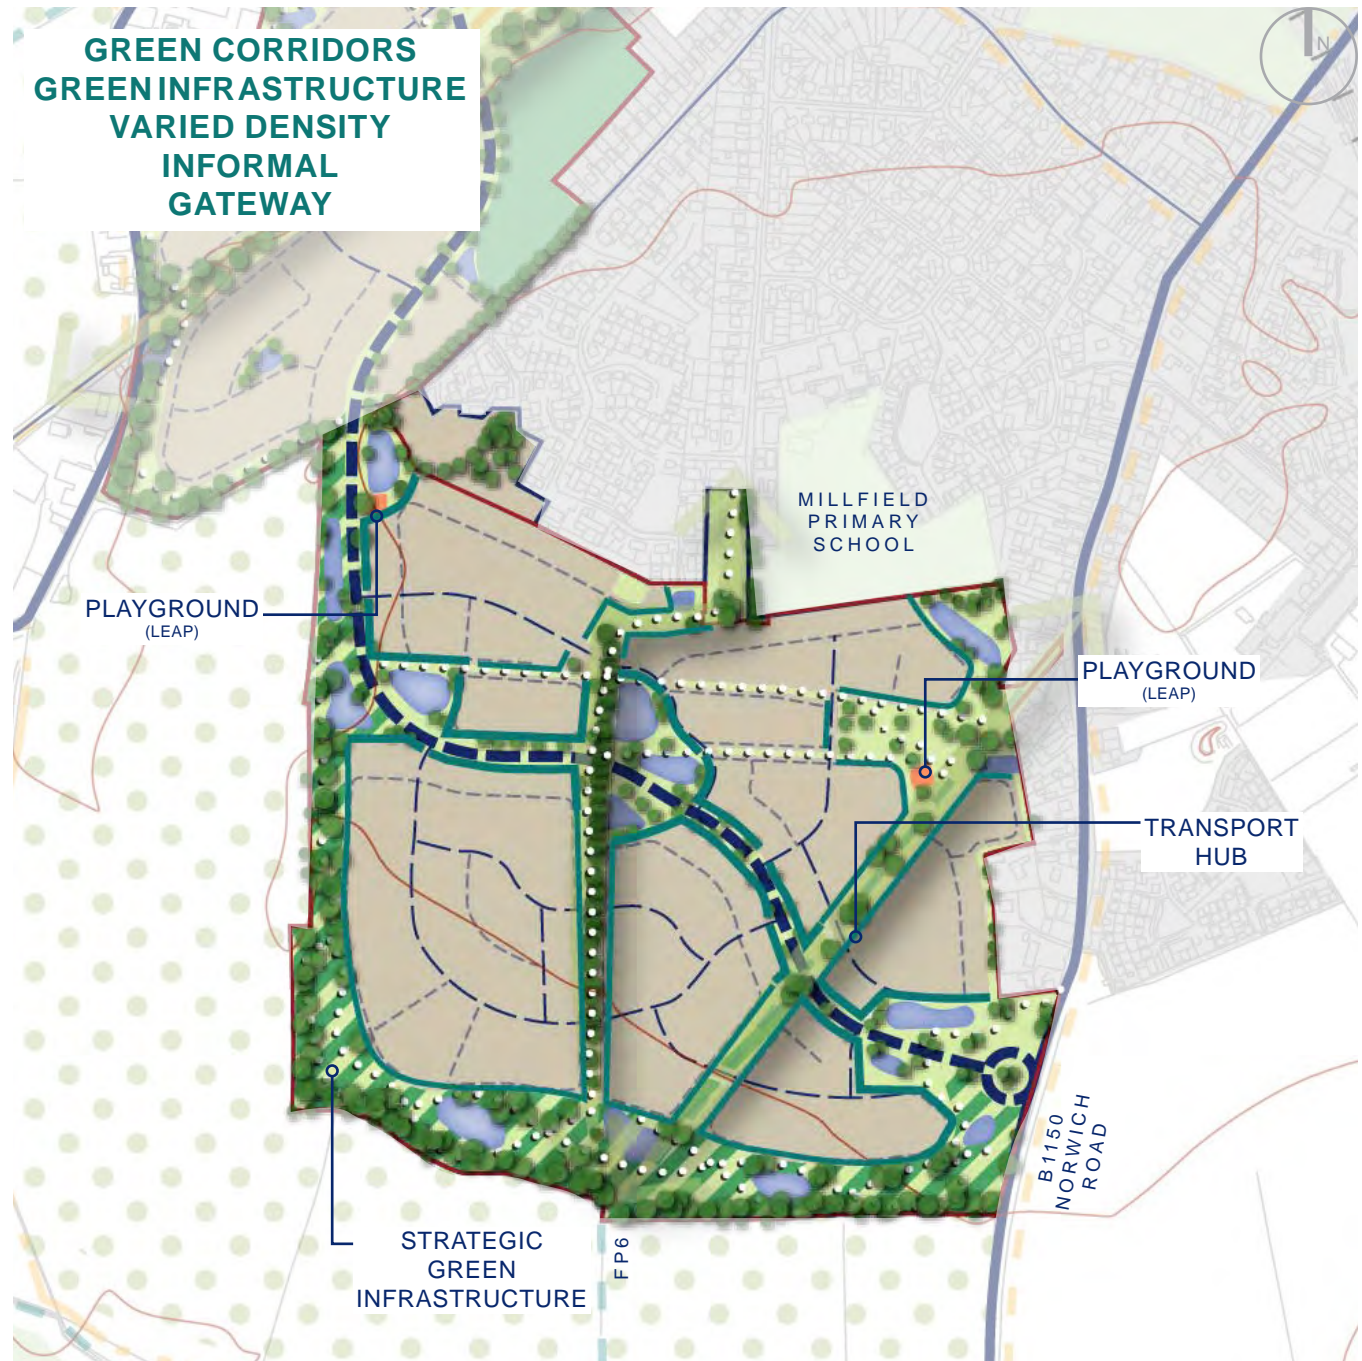 GREEN CORRIDORS
GREEN INFRASTRUCTURE
VARIED DENSITY
INFORMAL
GATEWAY
N
MILLFIELD
PRIMARY
SCHOOL
PLAYGROUND
(LEAP)
PLAYGROUND
(LEAP)
TRANSPORT
HUB
B1150
NORWICH
ROAD
STRATEGIC
GREEN
INFRASTRUCTURE
FP6